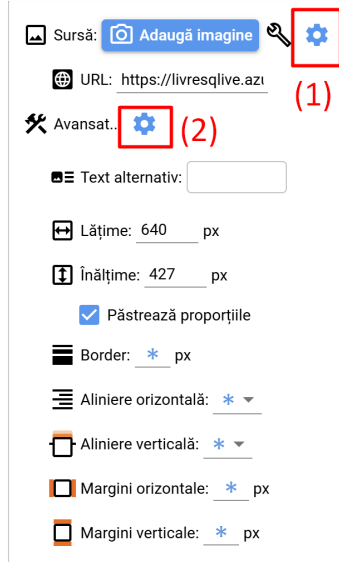 Sursă: Adaugă imagine
(1)
URL: https://livresqlive.azu
Avansat.. (2)
Text alternativ:
Lățime: 640 px
Înălțime: 427 px
Păstrează proporțiile
Border: * px
Aliniere orizontală: *
Aliniere verticală: *
Margini orizontale: * px
Margini verticale: * px